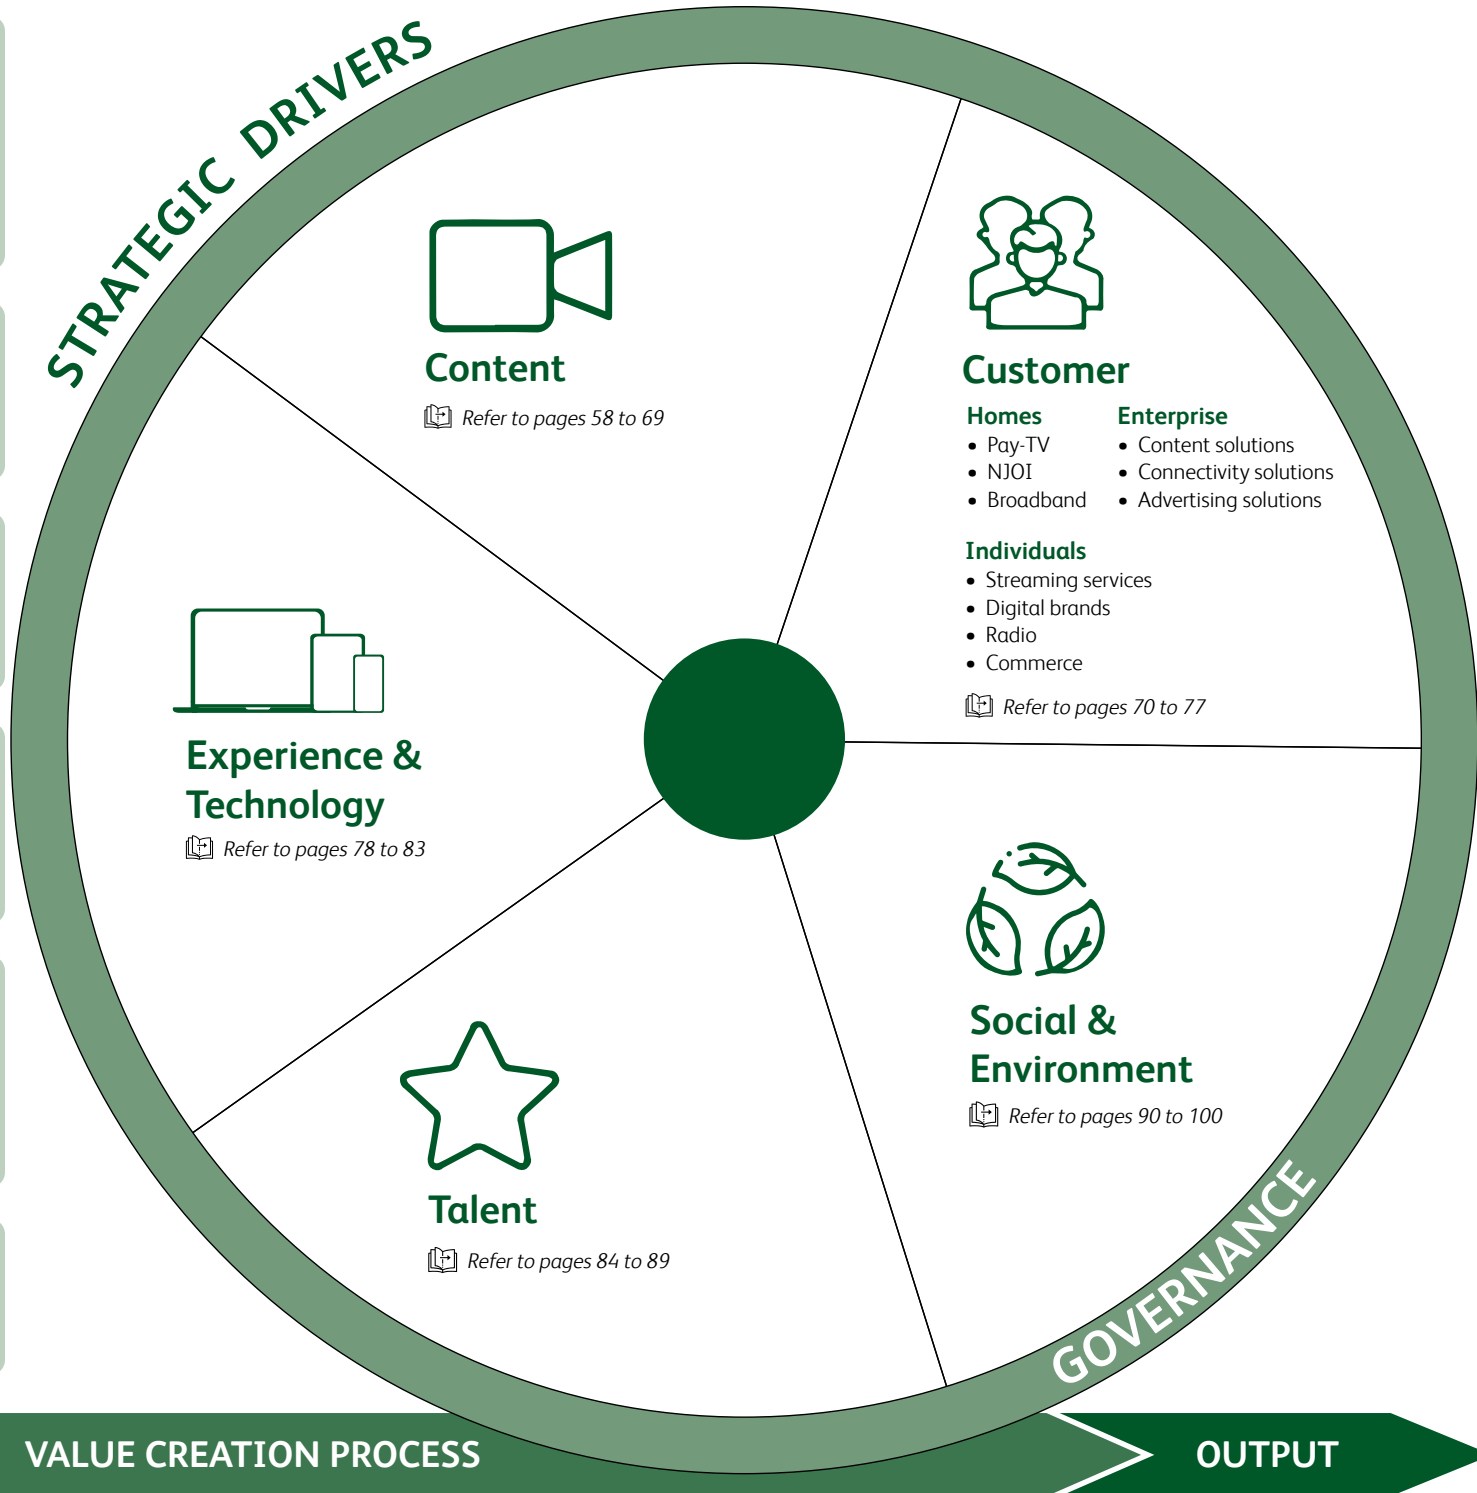 STRATEGIC DRIVERS
Content
Refer to pages 58 to 69
Customer
Homes
• Pay-TV
• NJOI
• Broadband
Enterprise
• Content solutions
• Connectivity solutions
• Advertising solutions
Individuals
• Streaming services
• Digital brands
• Radio
• Commerce
Refer to pages 70 to 77
Experience &
Technology
Refer to pages 78 to 83
Social &
Environment
Refer to pages 90 to 100
Talent
Refer to pages 84 to 89
GOVERNANCE
VALUE CREATION PROCESS
OUTPUT